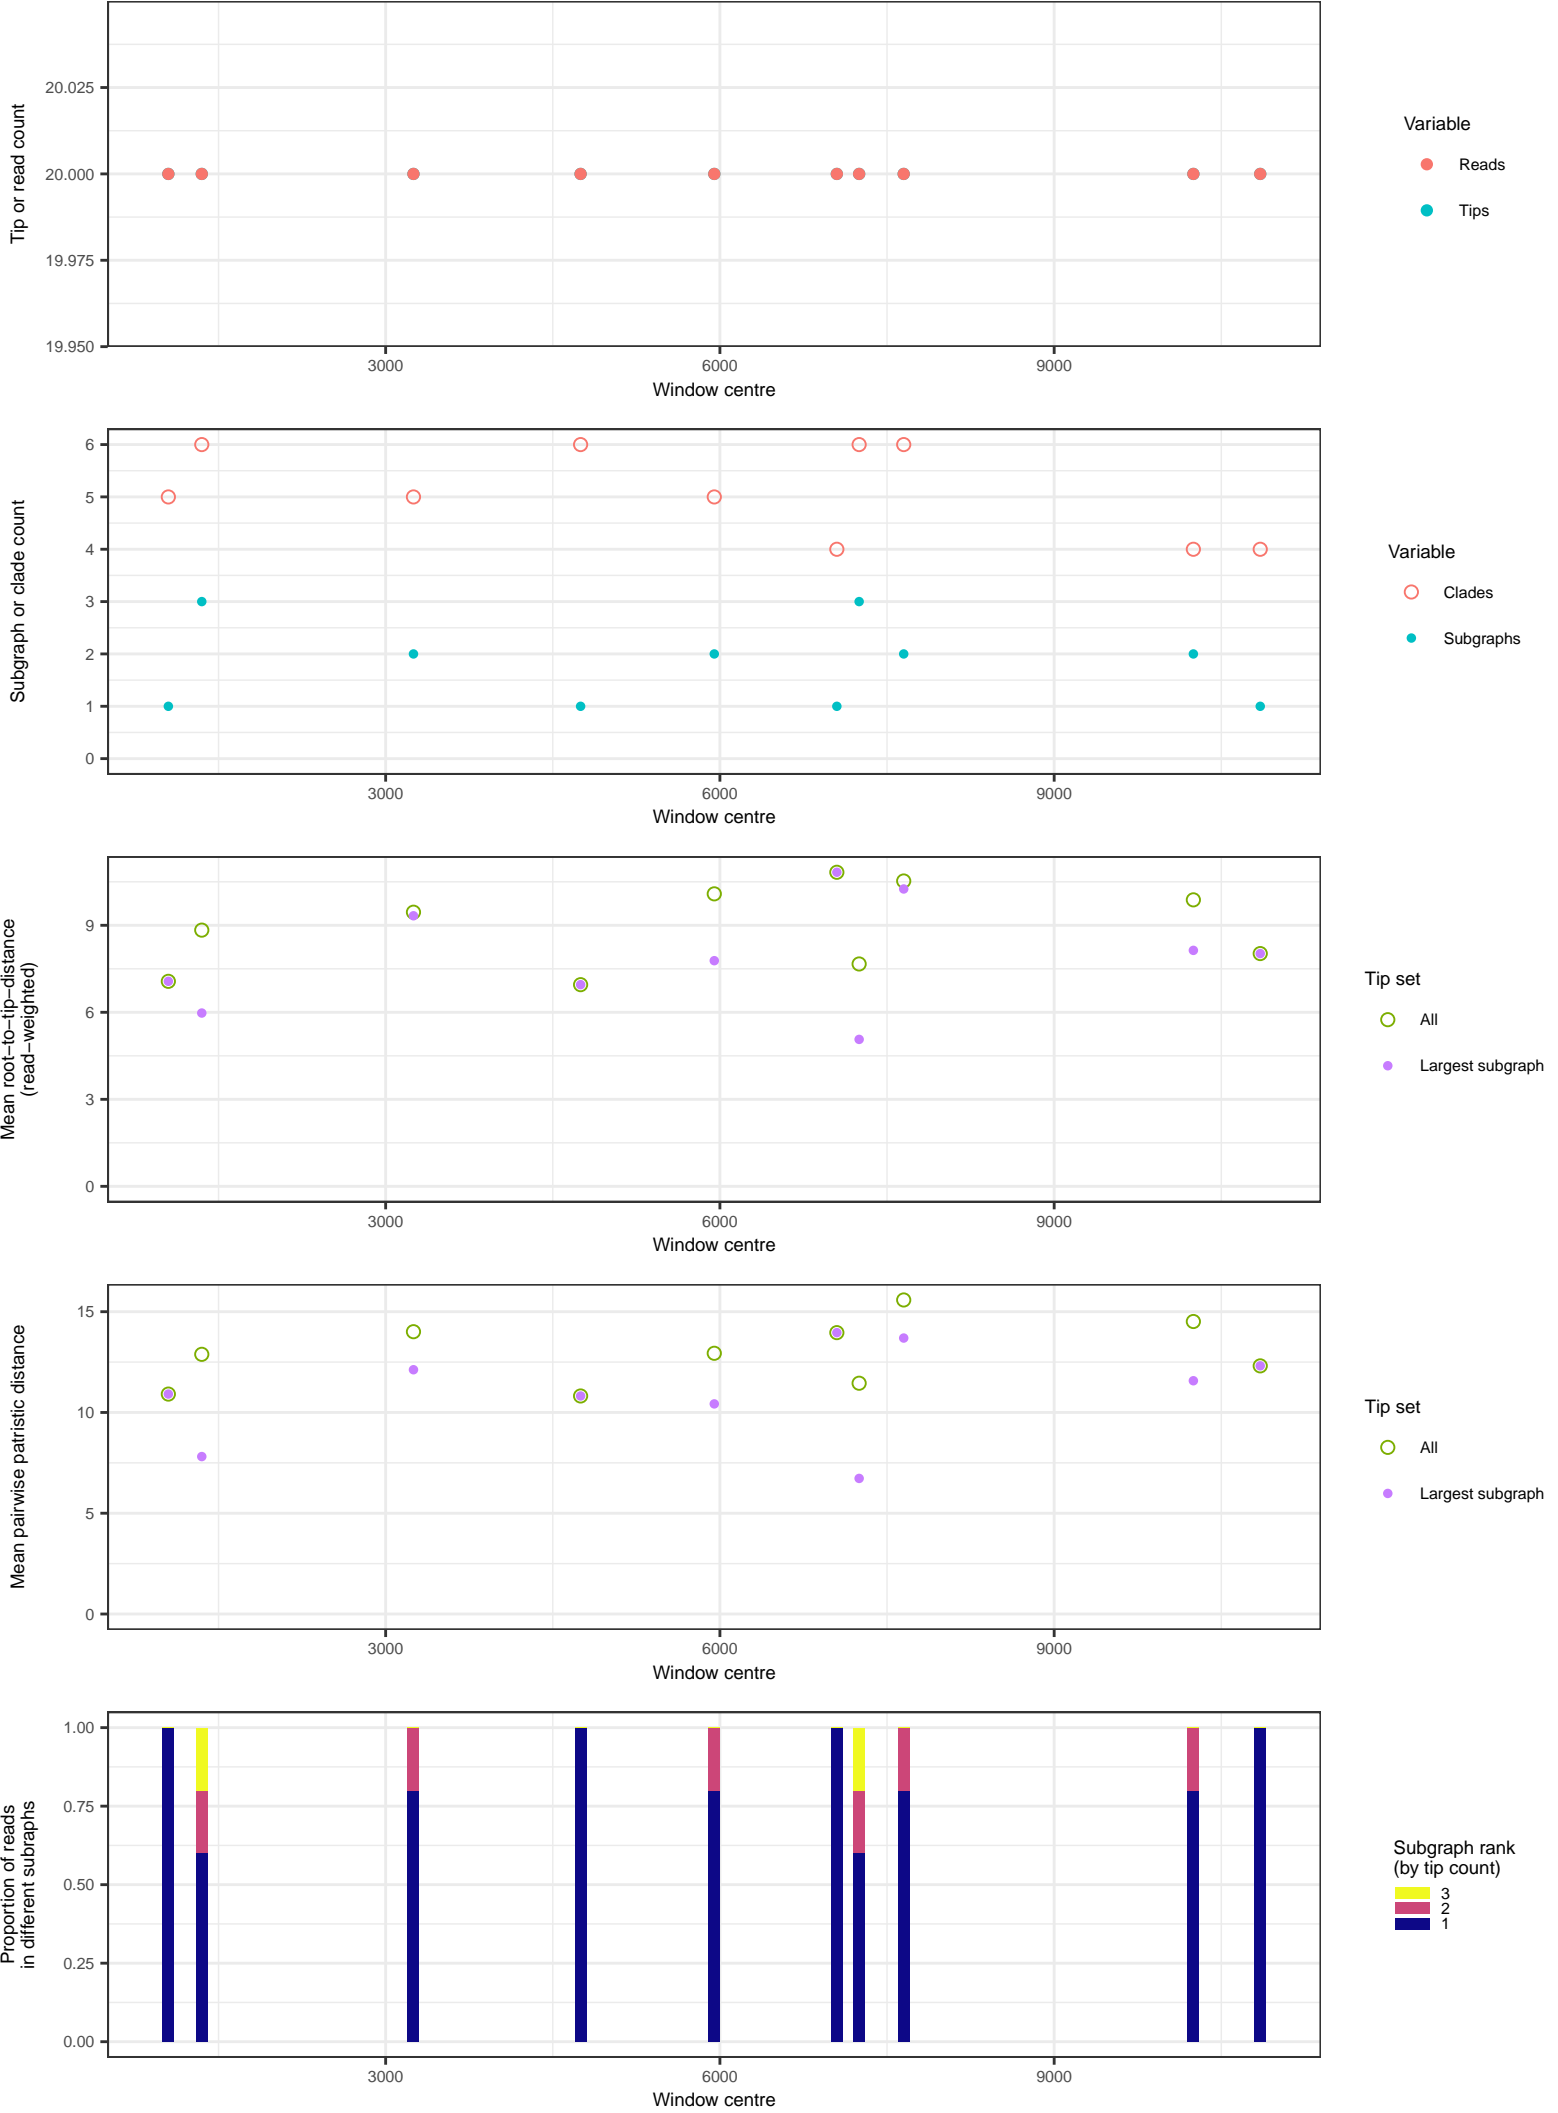 Tip or read count
20.025
20.000
19.975
19.950
3000
6000
9000
Window centre
Variable
Reads
Tips
Subgraph or clade count
6
5
4
3
2
1
0
3000
6000
9000
Window centre
Variable
Clades
Subgraphs
Mean root−to−tip−distance
(read−weighted)
9
6
3
0
3000
6000
9000
Window centre
Tip set
All
Largest subgraph
Mean pairwise patristic distance
15
10
5
0
3000
6000
9000
Window centre
Tip set
All
Largest subgraph
Proportion of reads
in different subraphs
1.00
0.75
0.50
0.25
0.00
3000
6000
9000
Window centre
Subgraph rank
(by tip count)
3
2
1